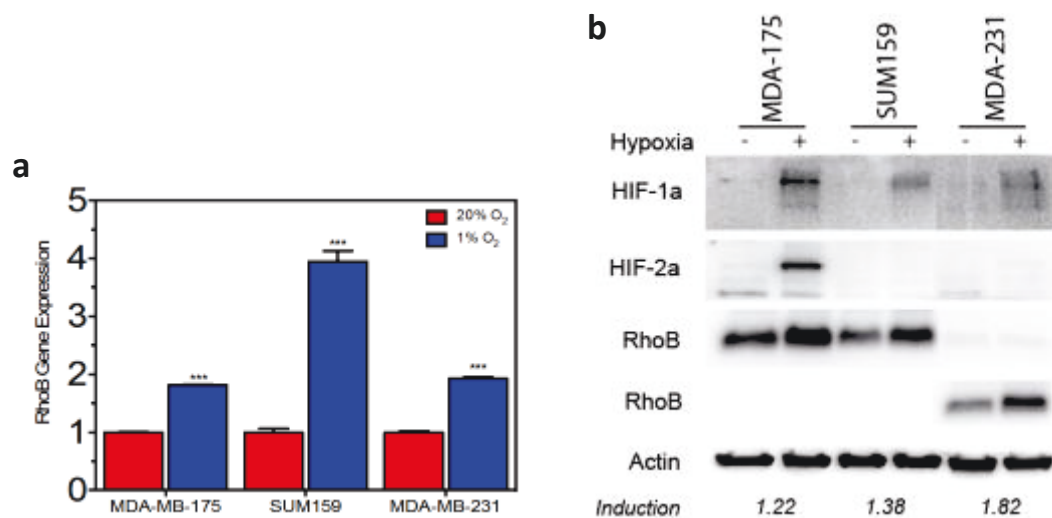 a
RhoB Gene Expression
5
4
3
2
1
0
20% O2
1% O2
***
***
***
MDA-MB-175 SUM159 MDA-MB-231
b
MDA-175 SUM159 MDA-231
Hypoxia - + - + - +
HIF-1a
HIF-2a
RhoB
RhoB
Actin
Induction 1.22 1.38 1.82